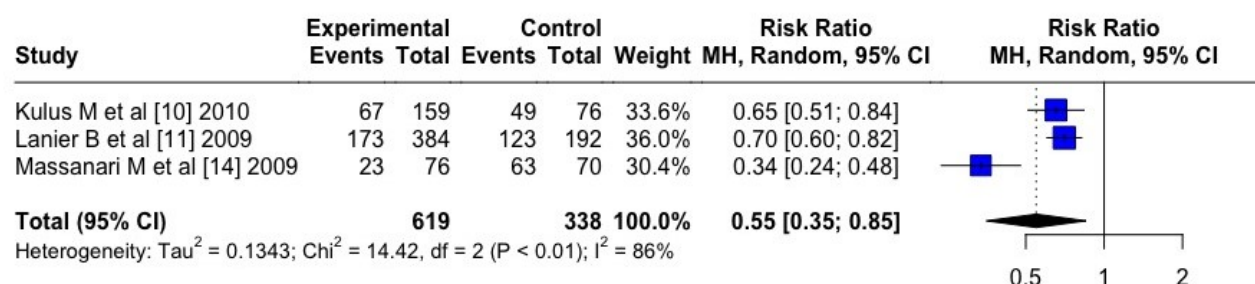 Experimental Control Risk Ratio Risk Ratio
Study Events Total Events Total Weight MH, Random, 95% CI MH, Random, 95% CI
Kulus M et al [10] 2010 67 159 49 76 33.6% 0.65 [0.51; 0.84]
Lanier B et al [11] 2009 173 384 123 192 36.0% 0.70 [0.60; 0.82]
Massanari M et al [14] 2009 23 76 63 70 30.4% 0.34 [0.24; 0.48]
Total (95% CI) 619 338 100.0% 0.55 [0.35; 0.85]
Heterogeneity: Tau² = 0.1343; Chi² = 14.42, df = 2 (P < 0.01); I² = 86%
0.5 1 2